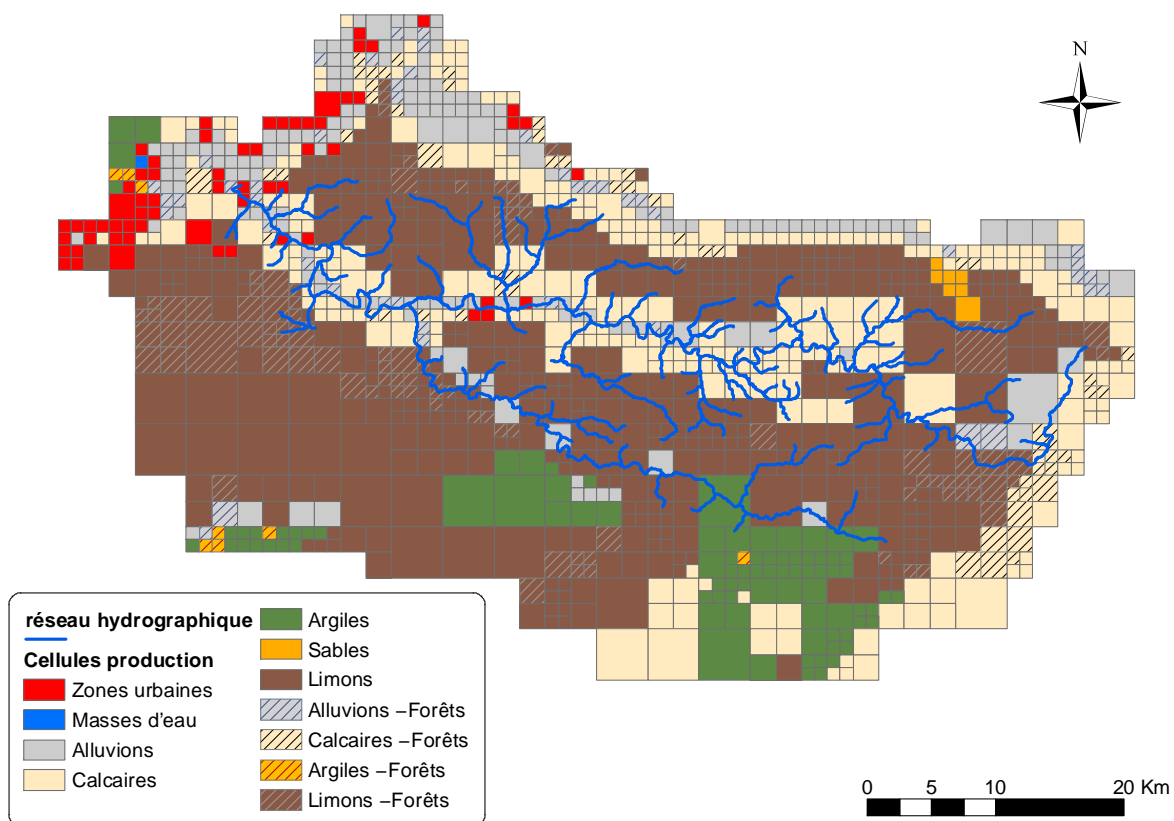 N
réseau hydrographique
Cellules production
Zones urbaines
Masses d'eau
Alluvions
Calcaires
Argiles
Sables
Limons
Alluvions −Forêts
Calcaires −Forêts
Argiles −Forêts
Limons −Forêts
0 5 10 20 Km